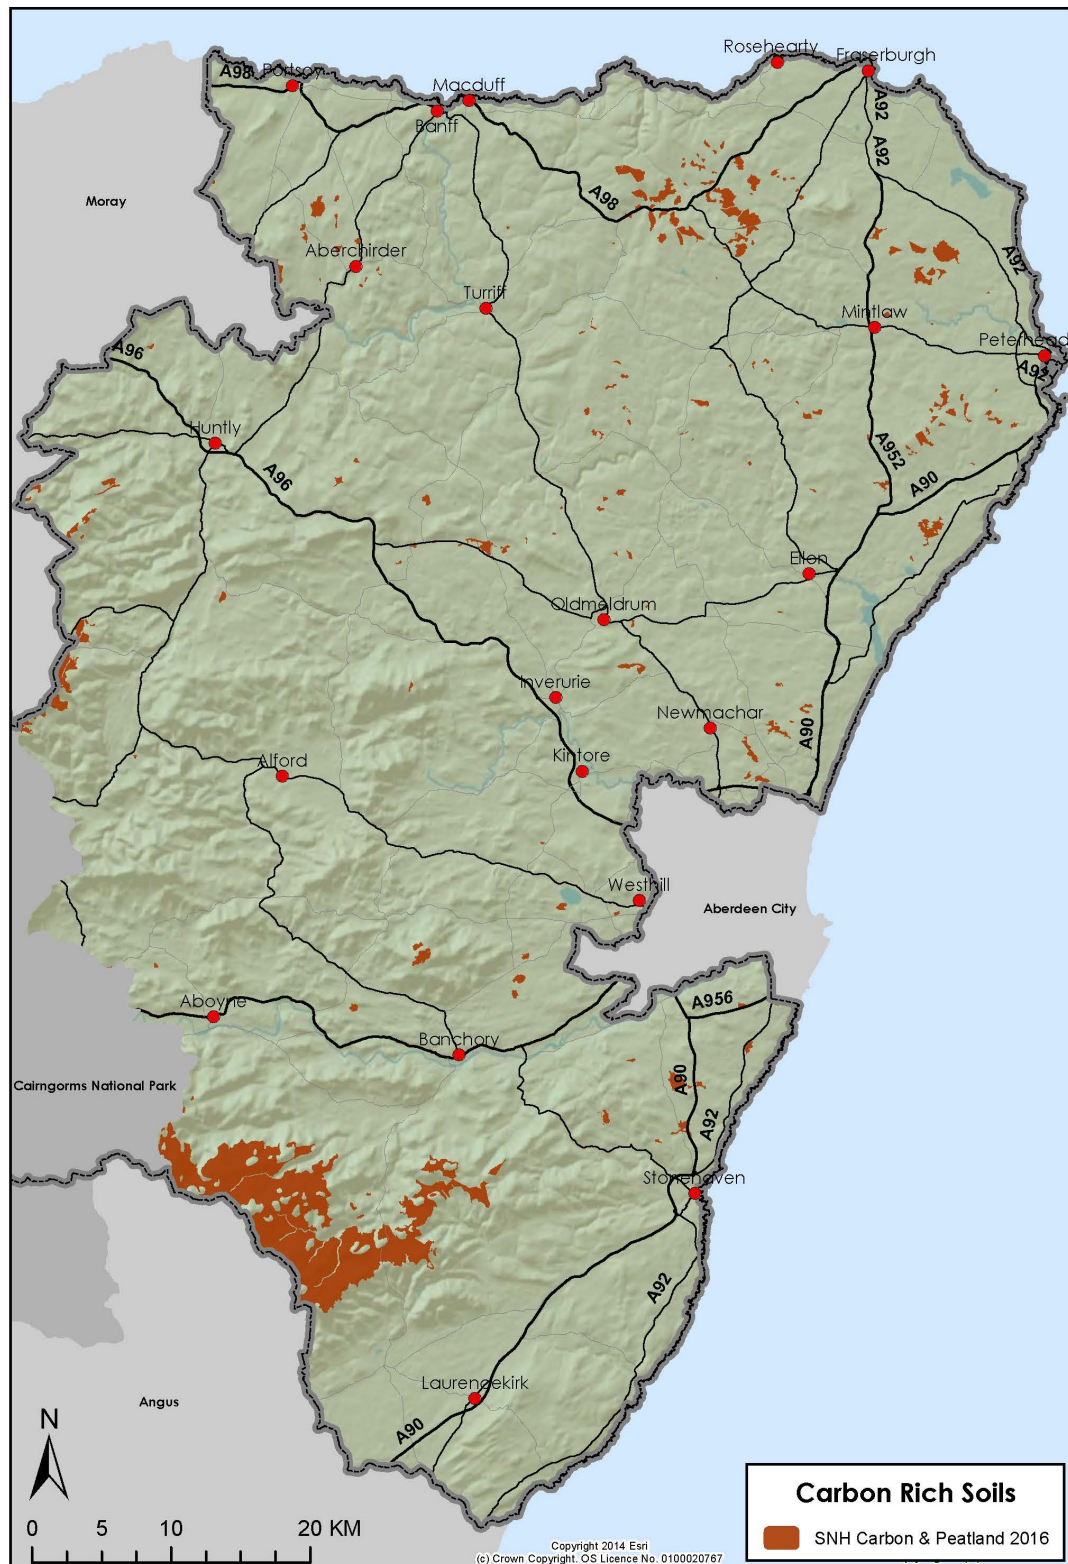 Rosehearty
Fraserburgh
A98
Portsoy
Macduff
Banff
A92
A92
Moray
A98
Aberchirder
A92
Turriff
Mintlaw
Peterhead
A96
A92
Huntly
A952
A96
A90
Ellon
Oldmeldrum
Inverurie
Newmachar
A90
Kintore
Alford
Westhill
Aberdeen City
Aboyne
A956
Banchory
Cairngorms National Park
A90
A92
Stonehaven
A92
Laurencekirk
Angus
N
A90
Carbon Rich Soils
SNH Carbon & Peatland 2016
0 5 10 20 KM
Copyright 2014 Esri
(c) Crown Copyright. OS Licence No. 0100020767